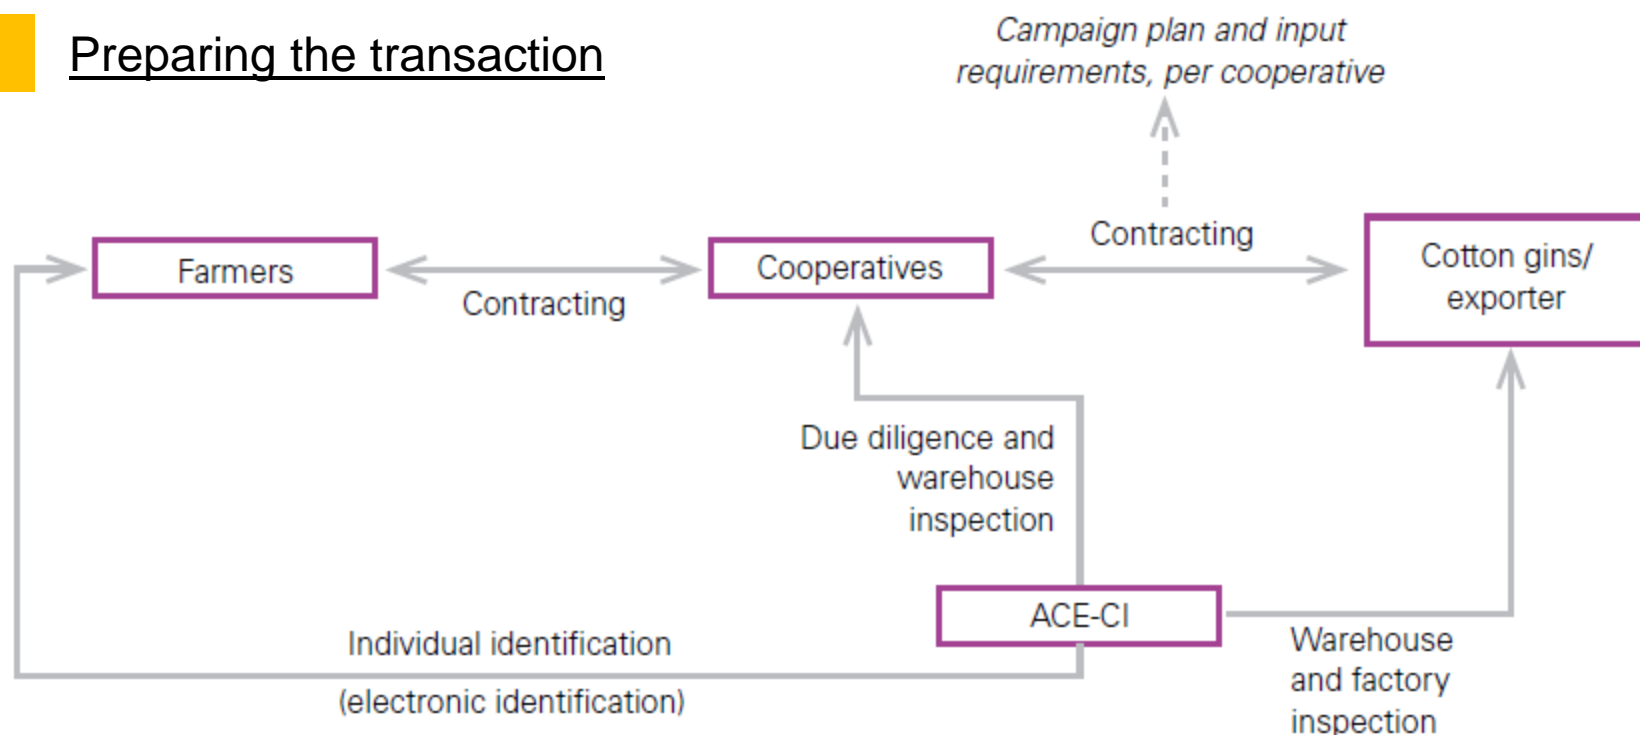 Preparing the transaction
Campaign plan and input
requirements, per cooperative
Farmers
Contracting
Cooperatives
Contracting
Cotton gins/
exporter
Due diligence and
warehouse
inspection
ACE-CI
Individual identification
(electronic identification)
Warehouse
and factory
inspection